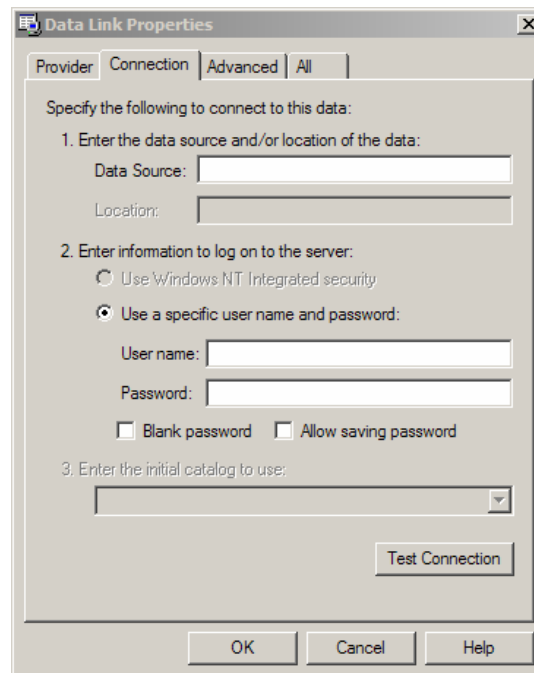 Data Link Properties
Provider Connection Advanced All
Specify the following to connect to this data:
1. Enter the data source and/or location of the data:
Data Source:
Location:
2. Enter information to log on to the server:
Use Windows NT Integrated security
Use a specific user name and password:
User name:
Password:
Blank password Allow saving password
3. Enter the initial catalog to use:
Test Connection
OK Cancel Help